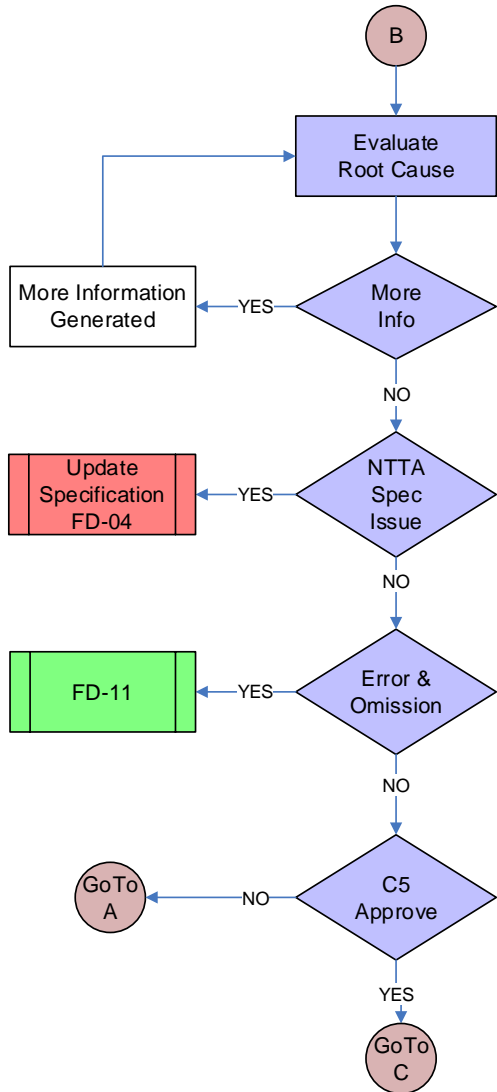 B
Evaluate
Root Cause
More Information
Generated
YES
More
Info
NO
Update
Specification
FD-04
YES
NTTA
Spec
Issue
NO
FD-11
YES
Error &
Omission
NO
GoTo
A
NO
C5
Approve
YES
GoTo
C